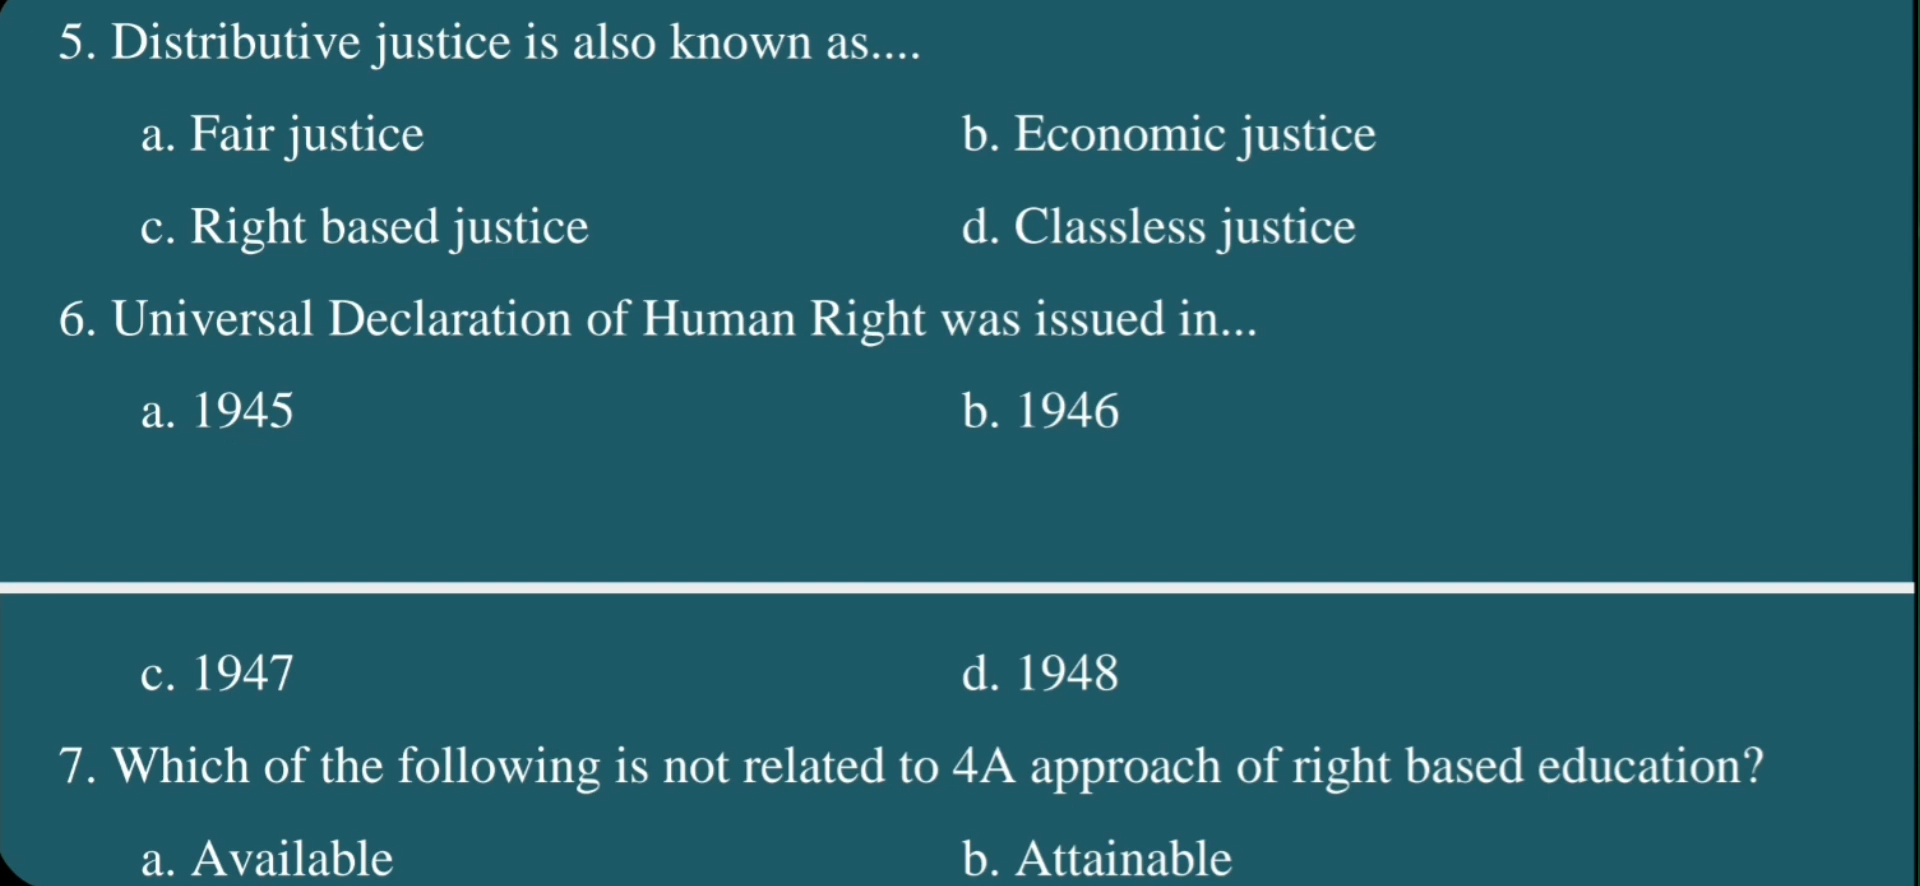 5. Distributive justice is also known as....
a. Fair justice b. Economic justice
c. Right based justice d. Classless justice
6. Universal Declaration of Human Right was issued in...
a. 1945 b. 1946
c. 1947 d. 1948
7. Which of the following is not related to 4A approach of right based education?
a. Available b. Attainable